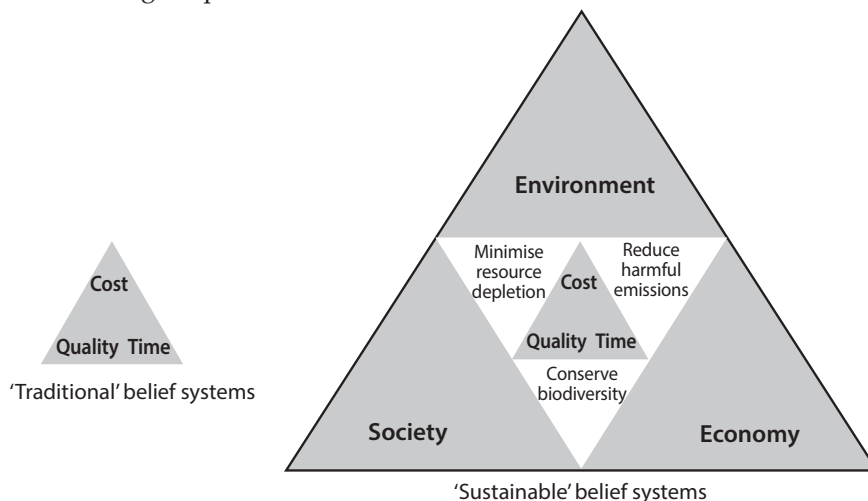 Environment
Minimise
resource
depletion
Reduce
harmful
emissions
Cost
Quality Time
Conserve
biodiversity
Society
Economy
'Sustainable' belief systems
Cost
Quality Time
'Traditional' belief systems